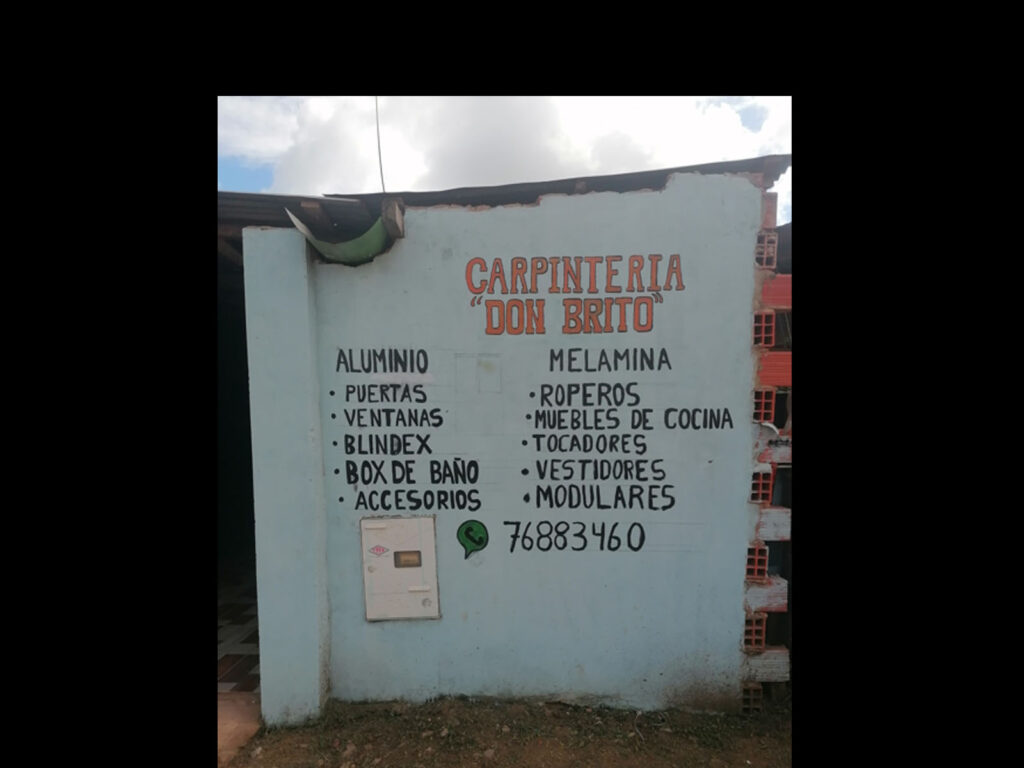 CARPINTERIA
"DON BRITO"
ALUMINIO
• PUERTAS
• VENTANAS
• BLINDEX
• BOX DE BAÑO
• ACCESORIOS
MELAMINA
• ROPEROS
• MUEBLES DE COCINA
• TOCADORES
• VESTIDORES
• MODULARES
76883460